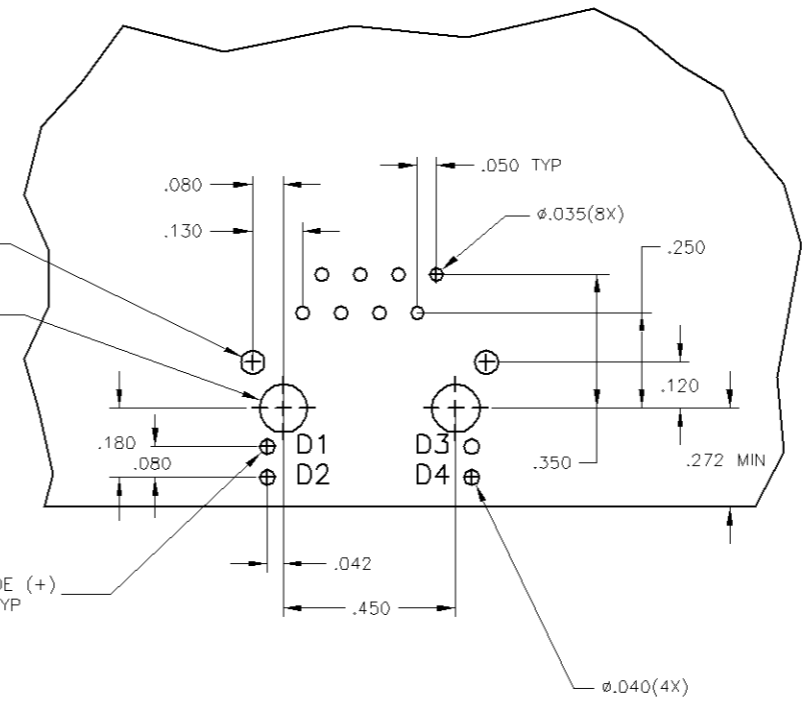 .050 TYP
.080
ø.035(8X)
.130
.250
.120
.180
D1
D3
.080
.350
.272 MIN
D2
D4
.042
(+)
.450
ø.040(4X)